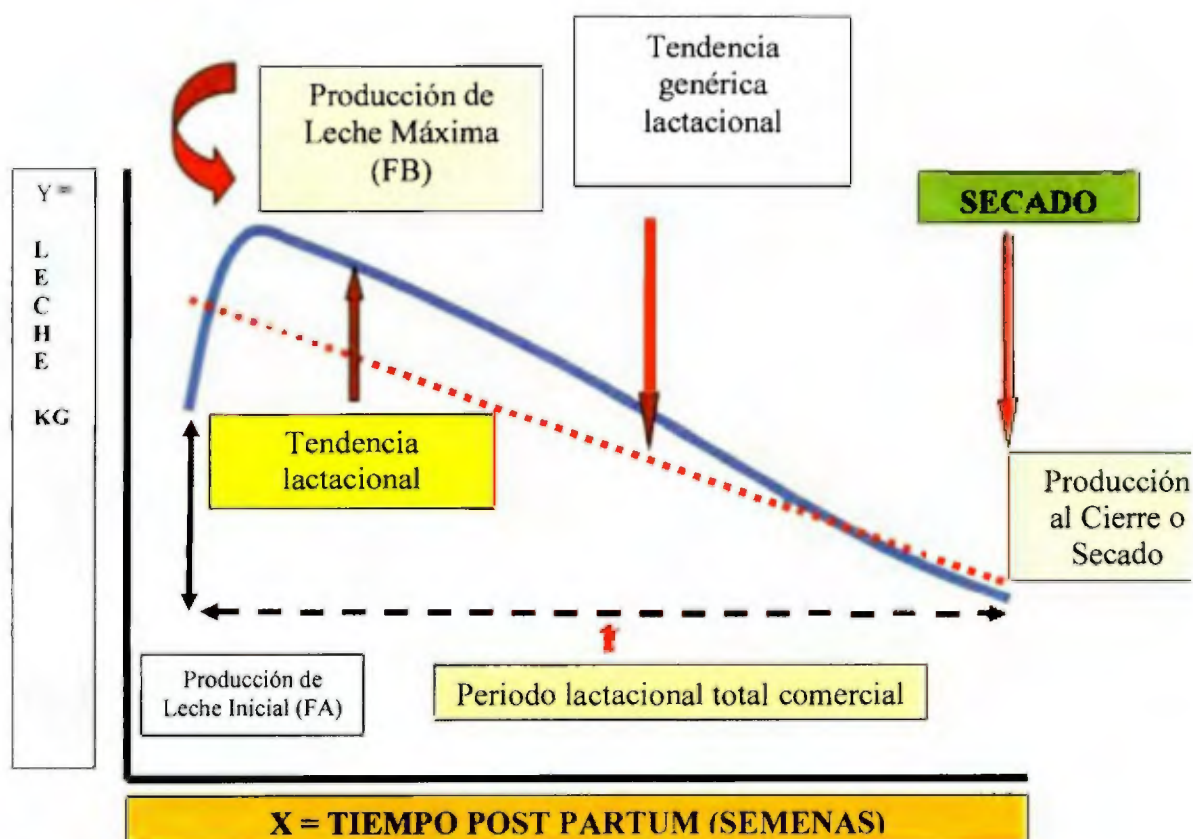 Producción de
Leche Máxima
(FB)
Tendencia
genérica
lactacional
SECADO
Y =
L
E
C
H
E
KG
Tendencia
lactacional
Producción
al Cierre o
Secado
Producción de
Leche Inicial (FA)
Periodo lactacional total comercial
X = TIEMPO POST PARTUM (SEMENAS)